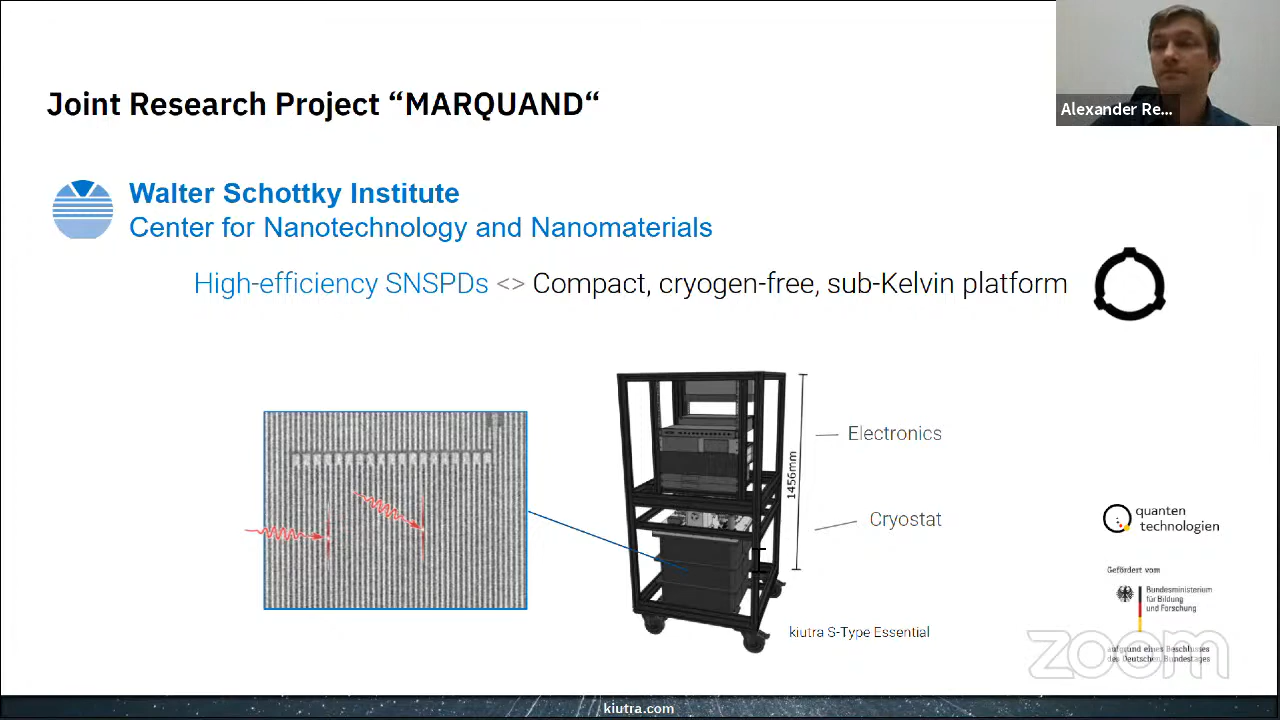 Joint Research Project “MARQUAND“
Alexander Re...
Walter Schottky Institute
Center for Nanotechnology and Nanomaterials
High-efficiency SNSPDs <> Compact, cryogen-free, sub-Kelvin platform
Electronics
1456mm
Cryostat
quanten
technologien
Gefördert vom
Bundesministerium
für Bildung
und Forschung
kiutra S-Type Essential
zoom
aufgrund eines Beschlusses
des Deutschen Bundestages
kiutra.com